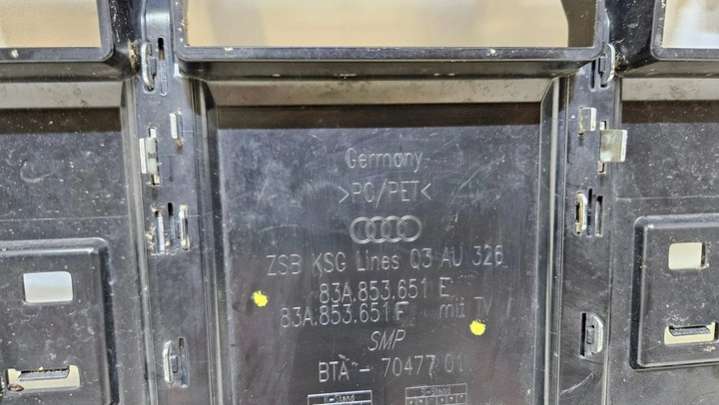 Germany
>PC/PET<
ZSB KSG Lines Q3 AU 326
83A.853.651 E
83A.853.651 F mit TV
SMP
BTA - 70477 01